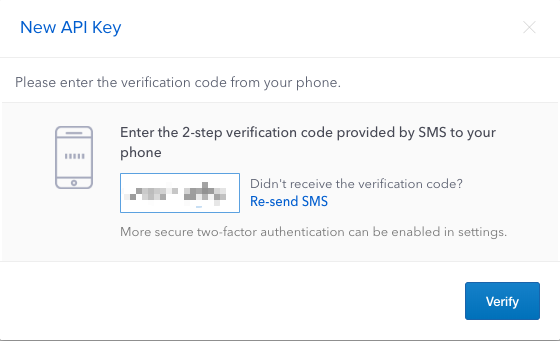 New API Key
Please enter the verification code from your phone.
Enter the 2-step verification code provided by SMS to your
phone
Didn't receive the verification code?
Re-send SMS
More secure two-factor authentication can be enabled in settings.
Verify